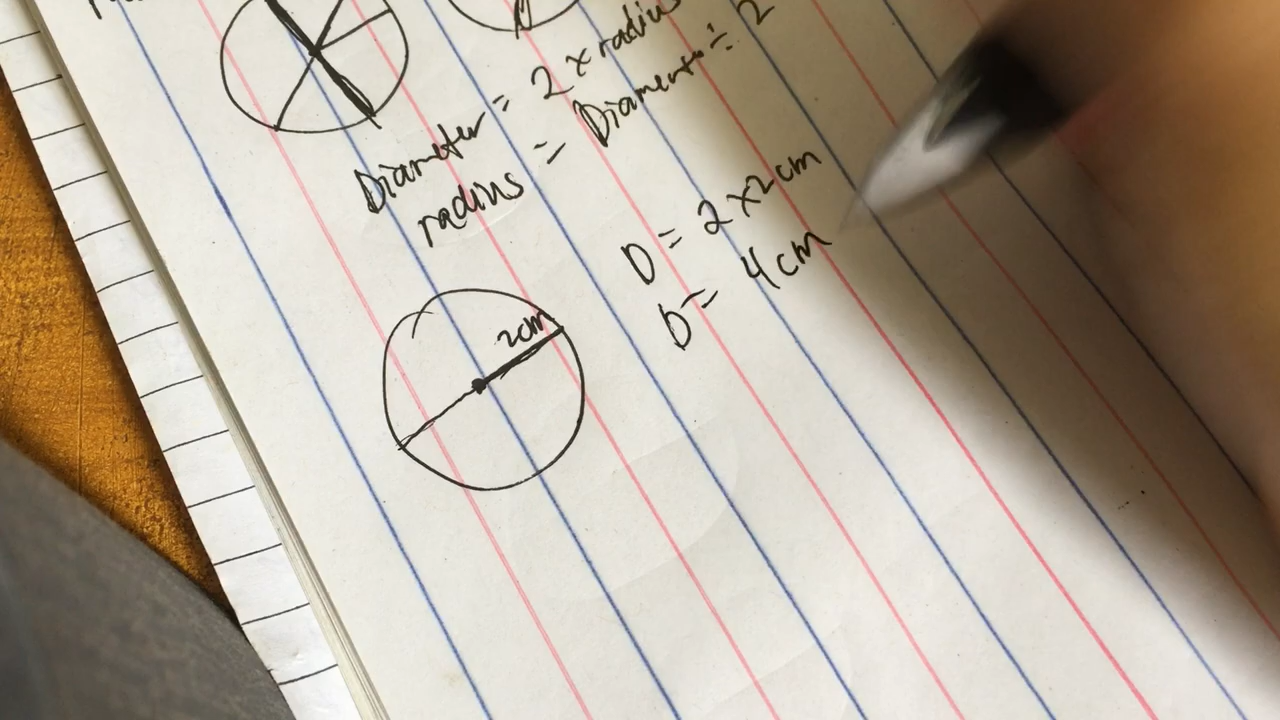 Diameter = 2 x radius
radius = Diameter ÷ 2
D = 2 x 2cm
D = 4cm
2cm